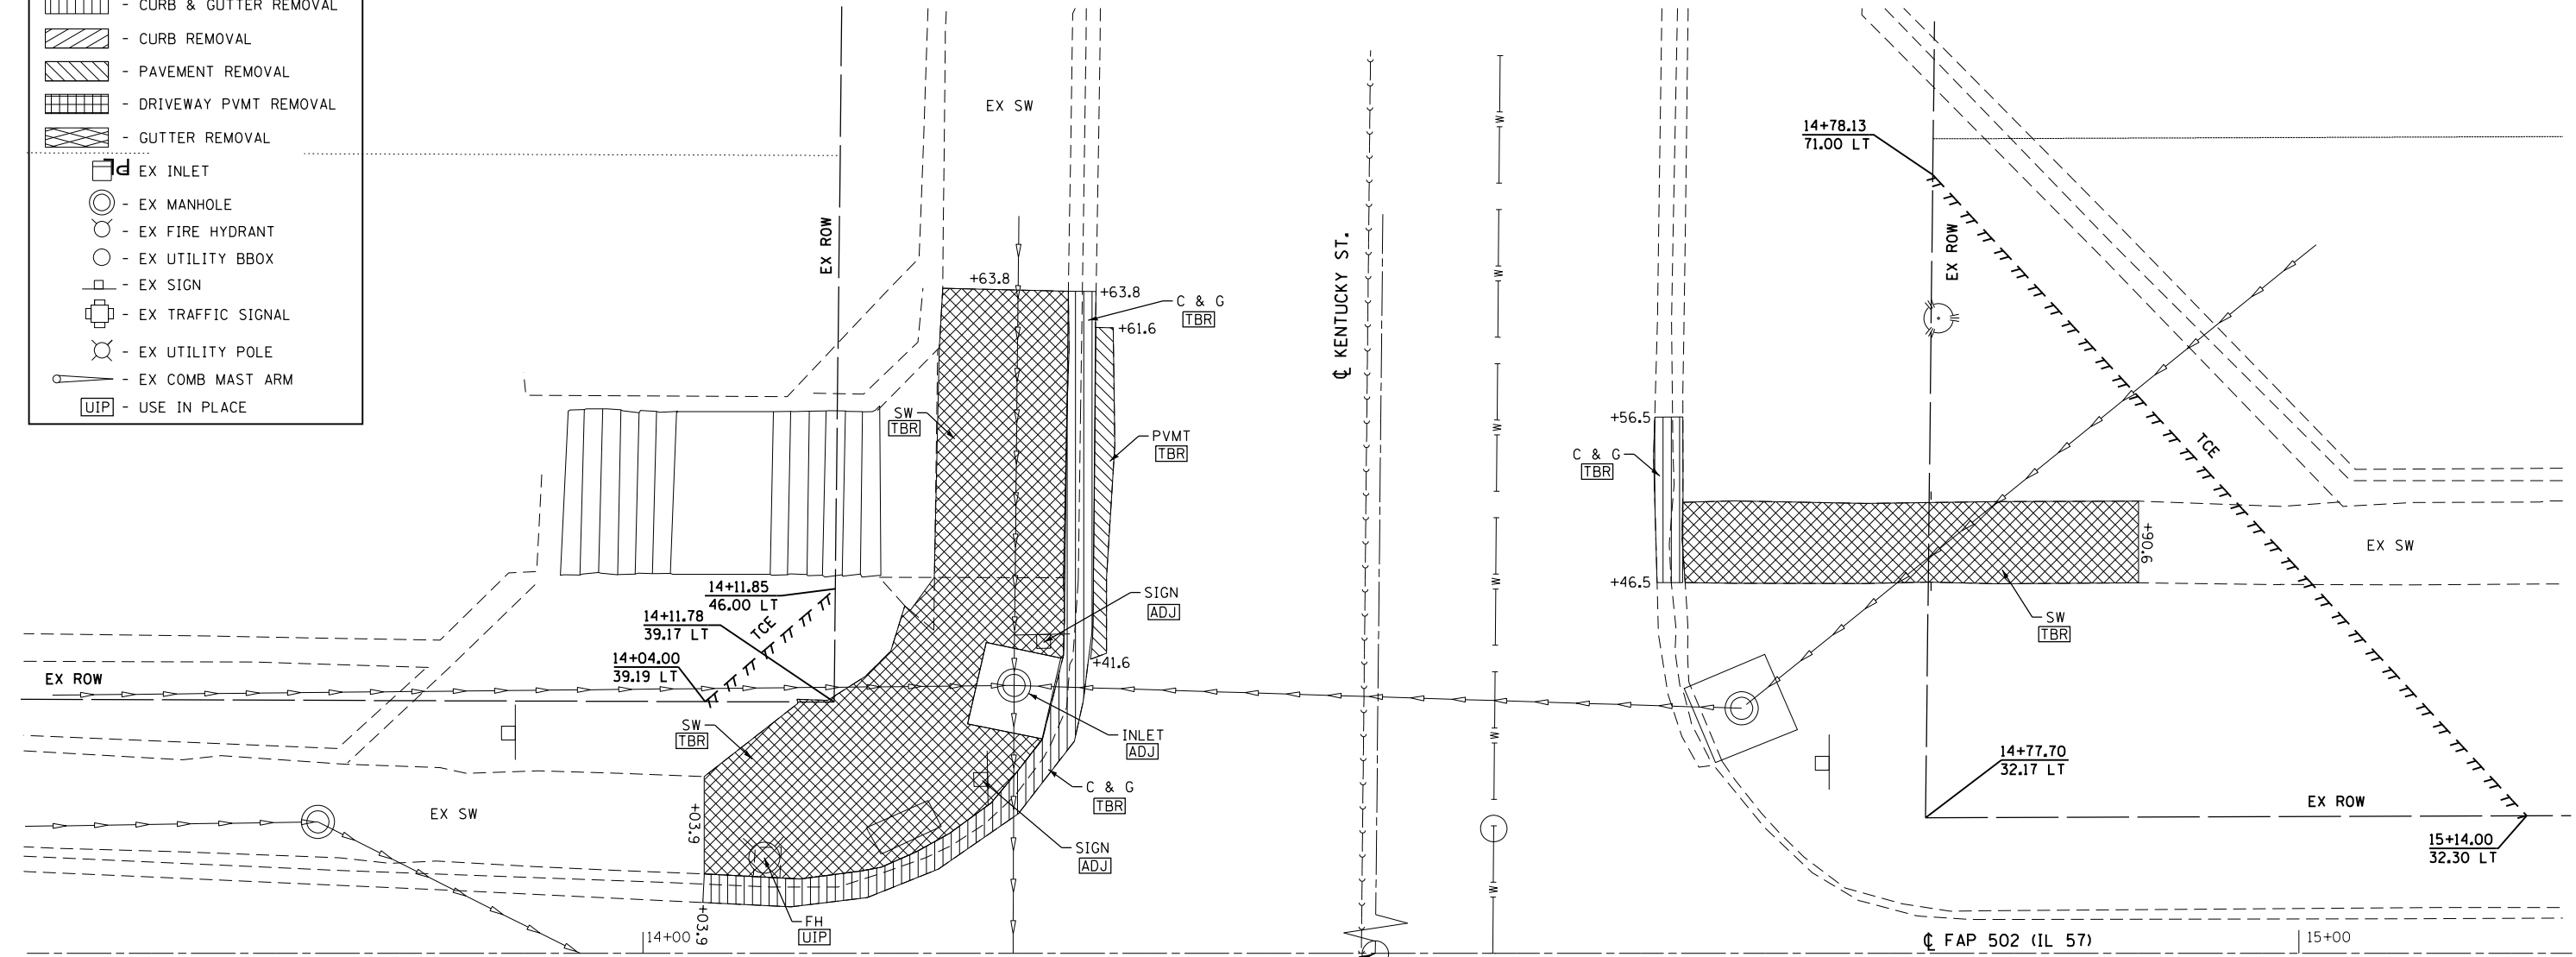 - CURB & GUTTER REMOVAL
- CURB REMOVAL
- PAVEMENT REMOVAL
- DRIVEWAY PVMT REMOVAL
- GUTTER REMOVAL
EX INLET
- EX MANHOLE
- EX FIRE HYDRANT
- EX UTILITY BBOX
- EX SIGN
- EX TRAFFIC SIGNAL
- EX UTILITY POLE
- EX COMB MAST ARM
UIP - USE IN PLACE
EX SW
EX ROW
+63.8
+63.8
C & G
TBR
+61.6
SW
TBR
PVMT
TBR
SIGN
ADJ
+41.6
14+11.85
46.00 LT
14+11.78
39.17 LT
TCE
14+04.00
39.19 LT
EX ROW
SW
TBR
INLET
ADJ
C & G
TBR
SIGN
ADJ
EX SW
+03.9
+03.9
FH
UIP
14+00
℄ KENTUCKY ST.
W
W
W
W
W
W
14+78.13
71.00 LT
EX ROW
TCE
+56.5
C & G
TBR
+46.5
+90.6
EX SW
SW
TBR
14+77.70
32.17 LT
EX ROW
15+14.00
32.30 LT
℄ FAP 502 (IL 57)
15+00